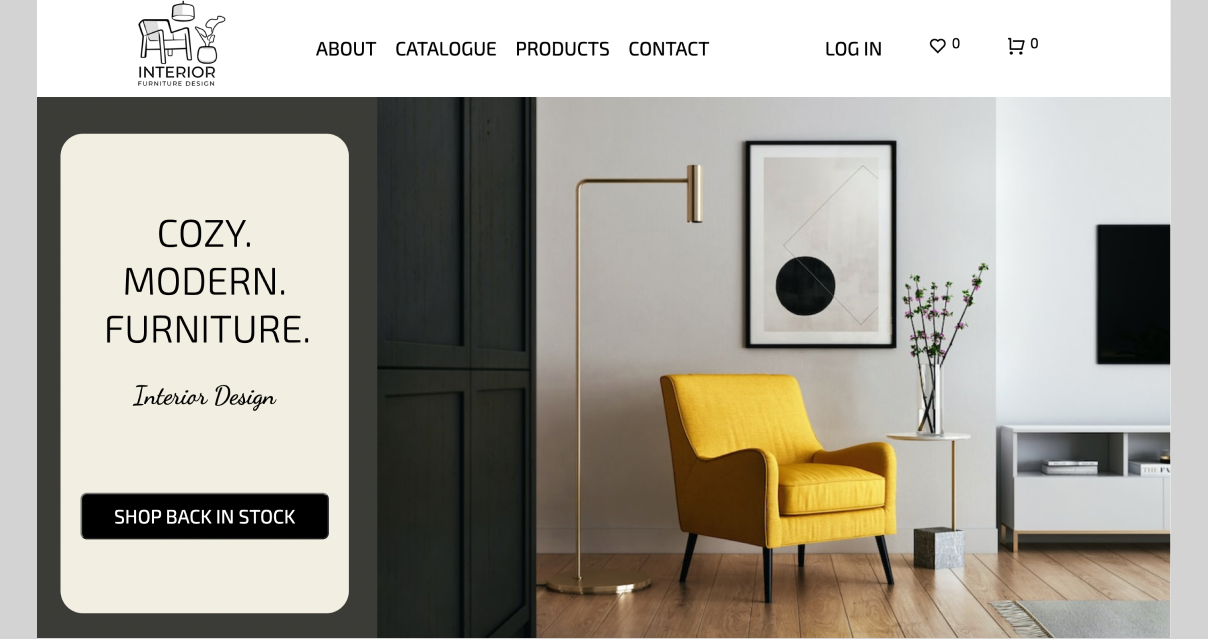 INTERIOR
FURNITURE DESIGN
ABOUT CATALOGUE PRODUCTS CONTACT LOG IN 0 0
COZY.
MODERN.
FURNITURE.
Interior Design
SHOP BACK IN STOCK